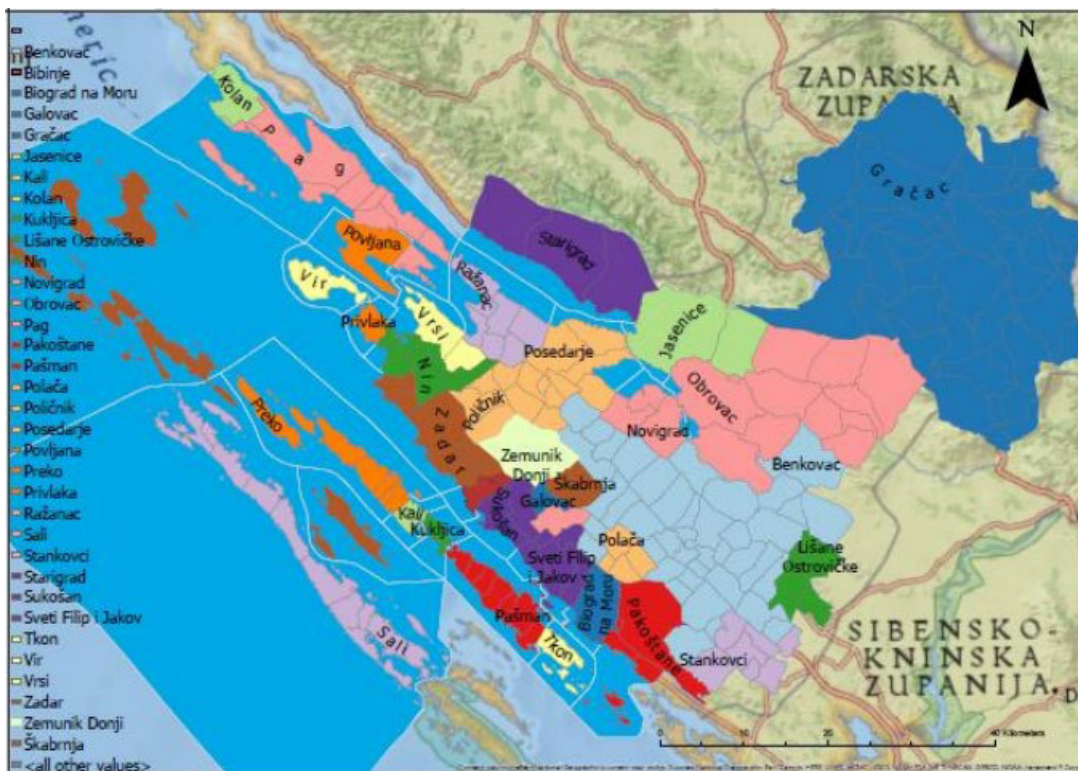 Benkovac
Bibinje
Biograd na Moru
Galovac
Gračac
Jasenice
Kali
Kolan
Kukljica
Lišane Ostrovičke
Nin
Novigrad
Obrovac
Pag
Pakoštane
Pašman
Polača
Poličnik
Posedarje
Povljana
Preko
Privlaka
Ražanac
Sali
Stankovci
Starigrad
Sukošan
Sveti Filip i Jakov
Tkon
Vir
Vrsi
Zadar
Zemunik Donji
Škabrnja
<all other values>
N
ZADARSKA
ZUPANIJA
Kolan
Pag
Gračac
Starigrad
Povljana
Ražanac
Vir
Privlaka
Vrsi
Jasenice
Posedarje
Nin
Obrovac
Preko
Poličnik
Novigrad
Zadar
Zemunik
Donji
Benkovac
Škabrnja
Sukošan
Galovac
Kali
Kukljica
Polača
Lišane
Ostrovičke
Sveti Filip
i Jakov
Biograd
na Moru
Pašman
Pakoštane
Tkon
Sali
Stankovci
SIBENSKO-
KNINSKA
ZUPANIJA
0 10 20 40 Kilometers